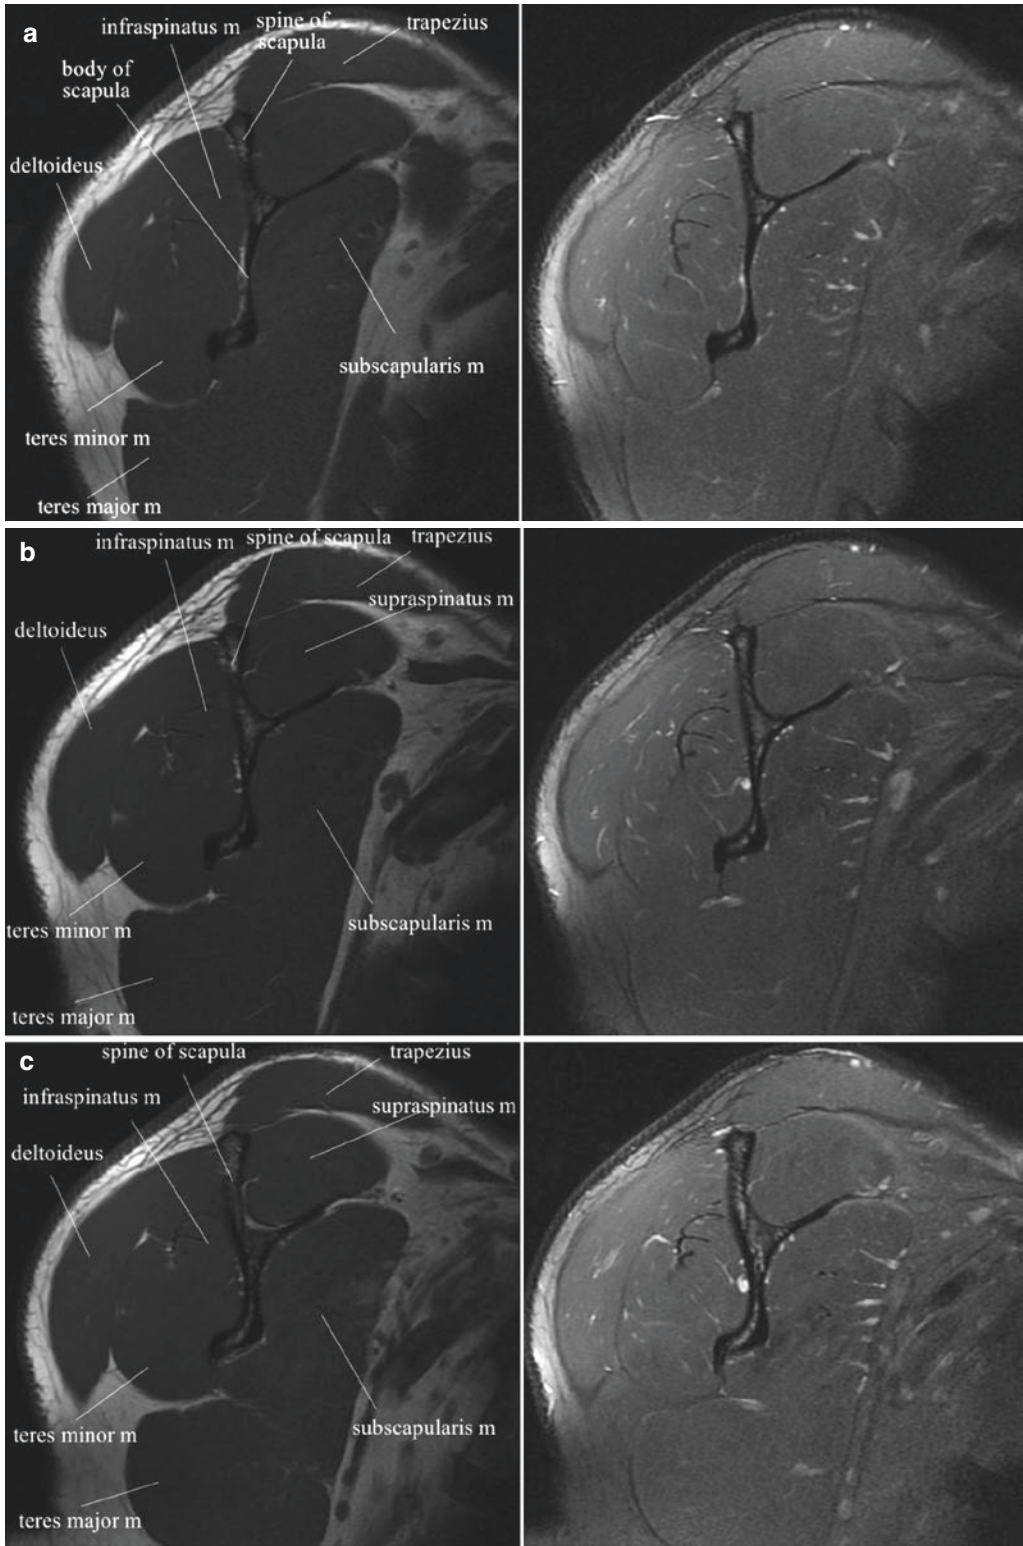 a
infraspinatus m
spine of
scapula
trapezius
body of
scapula
deltoideus
subscapularis m
teres minor m
teres major m
b
infraspinatus m
spine of scapula
trapezius
supraspinatus m
deltoideus
teres minor m
subscapularis m
teres major m
c
spine of scapula
trapezius
infraspinatus m
supraspinatus m
deltoideus
subscapularis m
teres minor m
teres major m